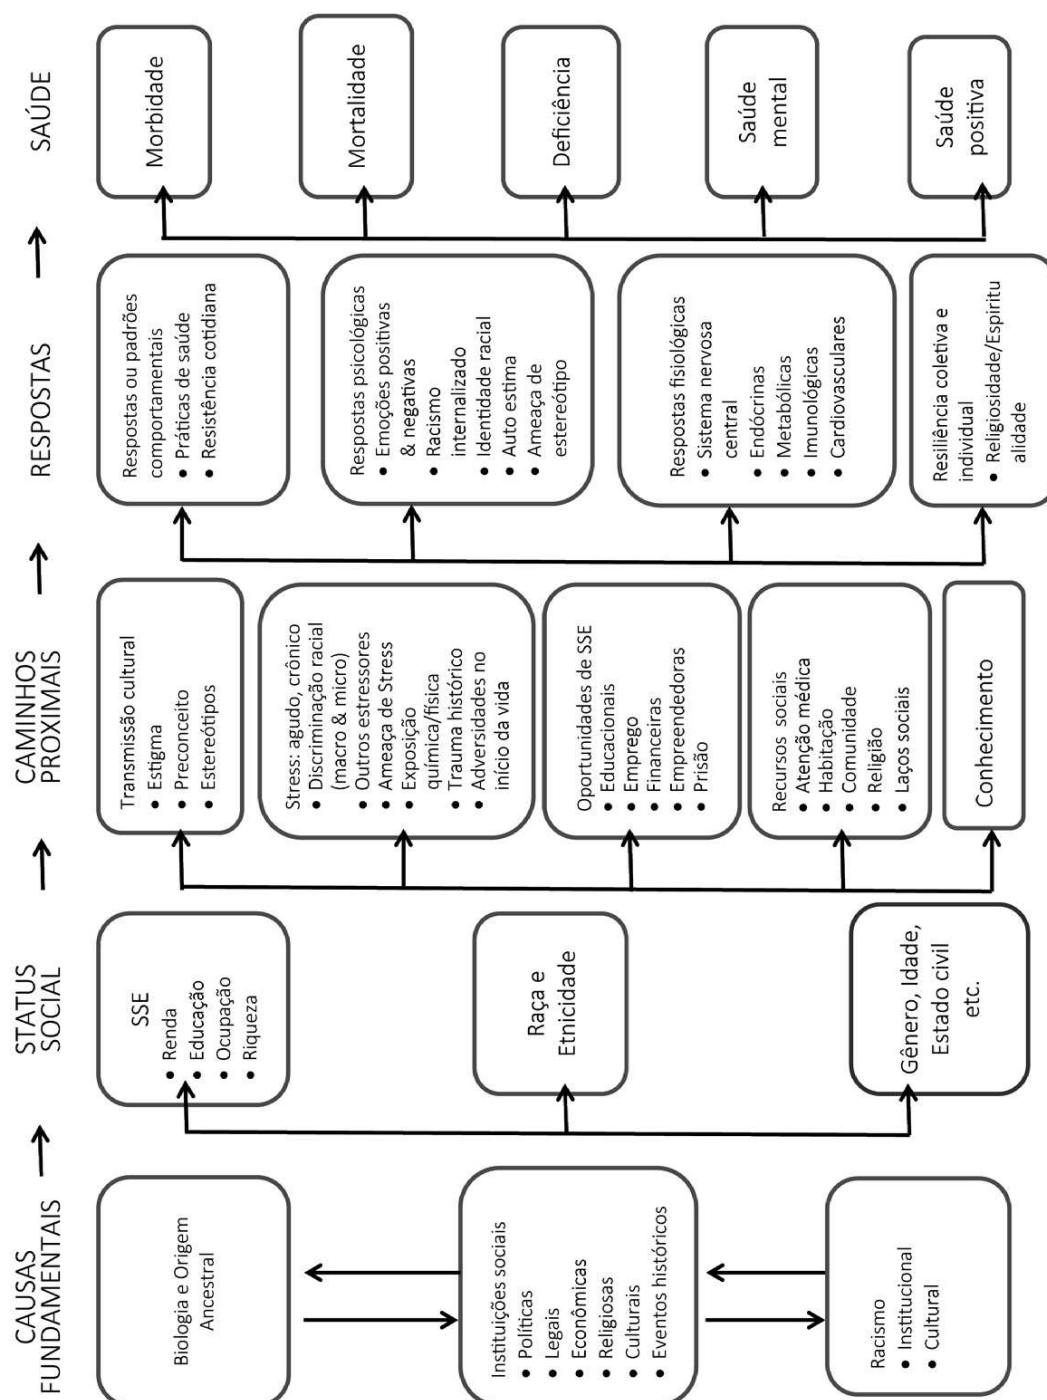 CAUSAS
FUNDAMENTAIS
STATUS
SOCIAL
CAMINHOS
PROXIMAIS
RESPOSTAS
SAÚDE
Biologia e Origem
Ancestral
Instituições sociais
• Políticas
• Legais
• Econômicas
• Religiosas
• Culturais
• Eventos históricos
Racismo
• Institucional
• Cultural
SSE
• Renda
• Educação
• Ocupação
• Riqueza
Raça e
Etnicidade
Gênero, Idade,
Estado civil
etc.
Transmissão cultural
• Estigma
• Preconceito
• Estereótipos
Stress: agudo, crônico
• Discriminação racial
(macro & micro)
• Outros estressores
• Ameaça de Stress
• Exposição
química/física
• Trauma histórico
• Adversidades no
início da vida
Oportunidades de SSE
• Educacionais
• Emprego
• Financeiras
• Empreendedoras
• Prisão
Recursos sociais
• Atenção médica
• Habitação
• Comunidade
• Religião
• Laços sociais
Conhecimento
Respostas ou padrões
comportamentais
• Práticas de saúde
• Resistência cotidiana
Respostas psicológicas
• Emoções positivas
& negativas
• Racismo
internalizado
• Identidade racial
• Auto estima
• Ameaça de
estereótipo
Respostas fisiológicas
• Sistema nervosa
central
• Endócrinas
• Metabólicas
• Imunológicas
• Cardiovasculares
Resiliência coletiva e
individual
• Religiosidade/Espiritu
alidade
Morbidade
Mortalidade
Deficiência
Saúde
mental
Saúde
positiva